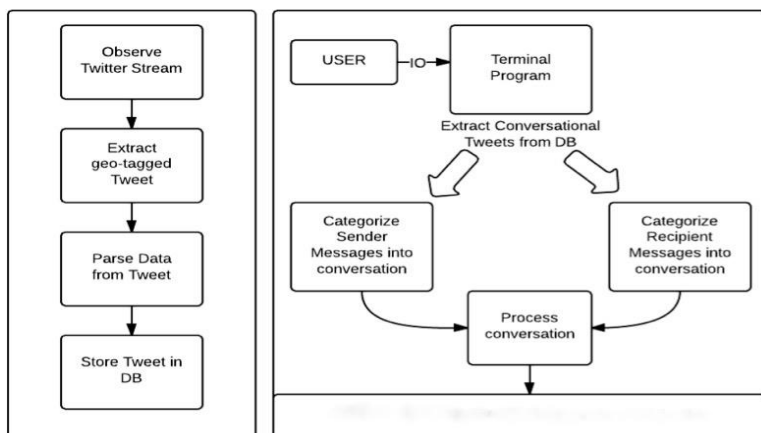 Observe
Twitter Stream
Extract
geo-tagged
Tweet
Parse Data
from Tweet
Store Tweet in
DB
USER
IO
Terminal
Program
Extract Conversational
Tweets from DB
Categorize
Sender
Messages into
conversation
Categorize
Recipient
Messages into
conversation
Process
conversation